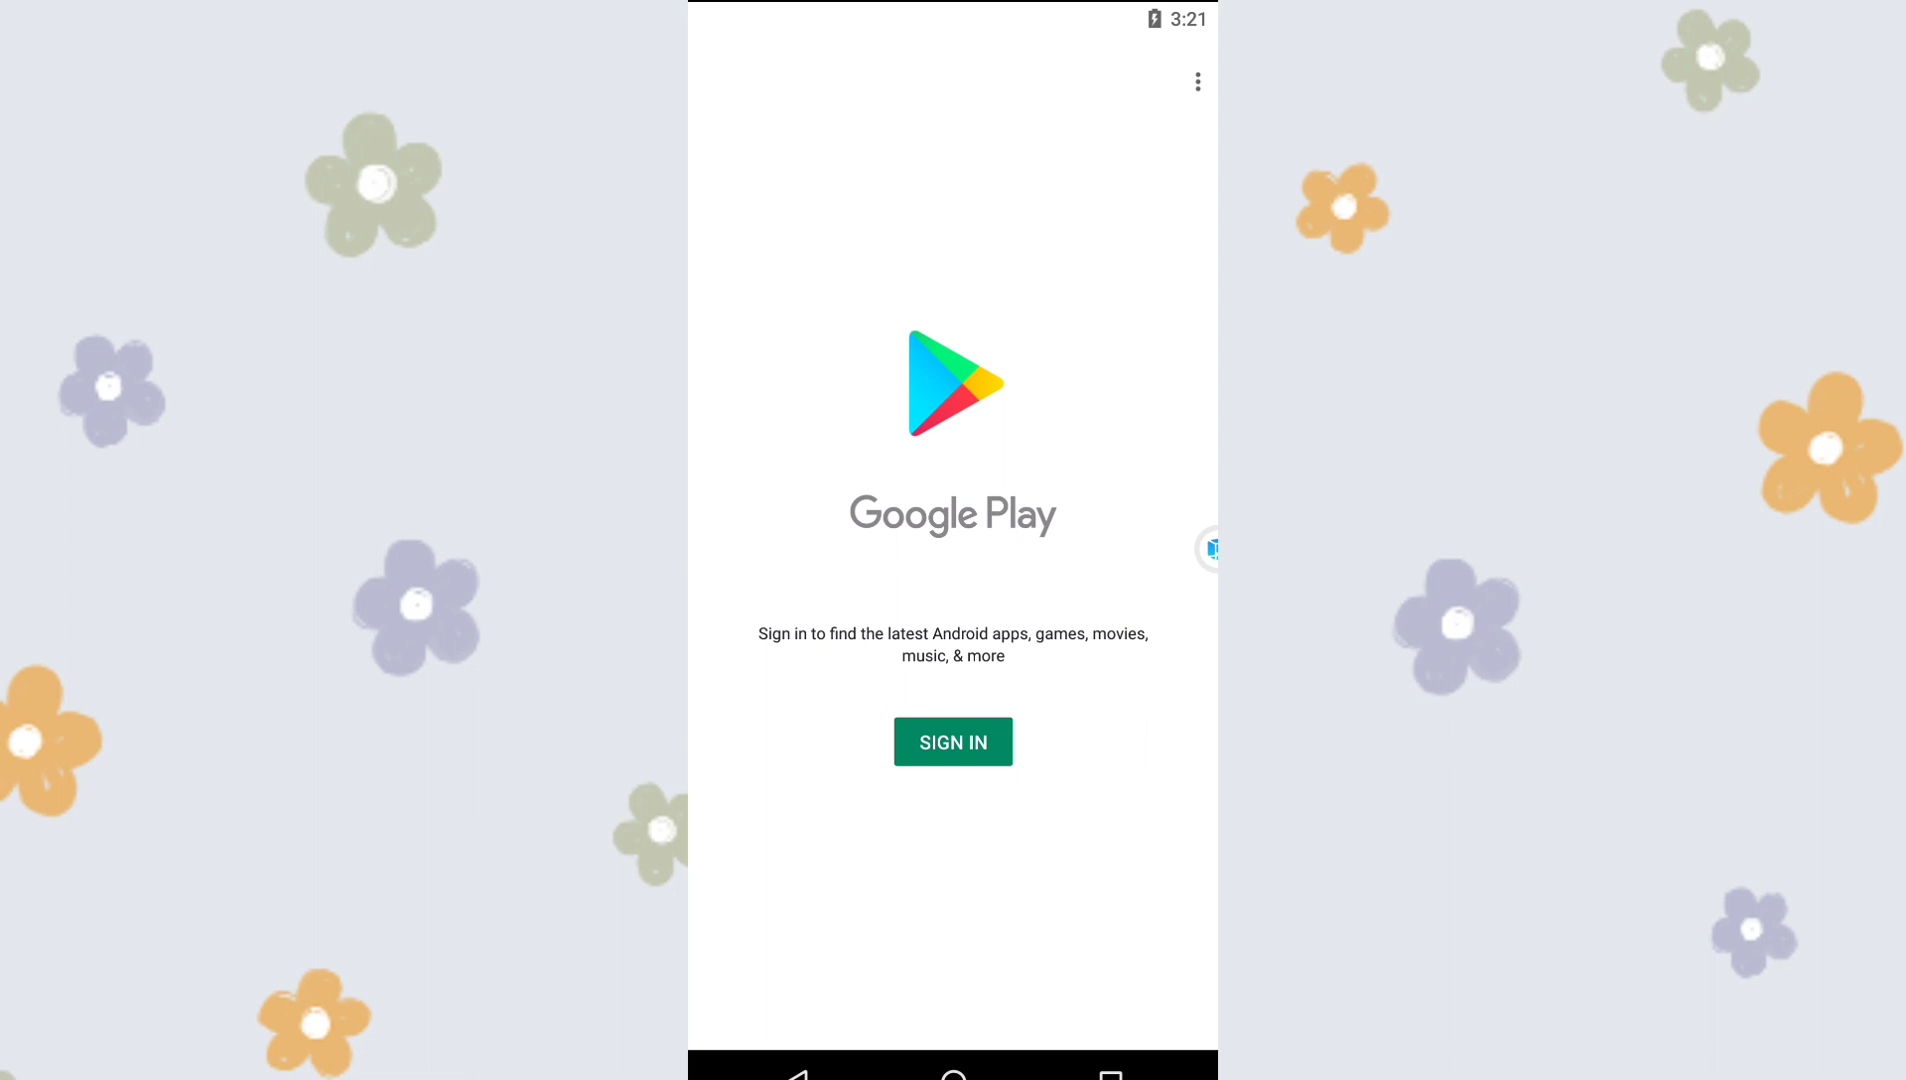 3:21
Google Play
Sign in to find the latest Android apps, games, movies,
music, & more
SIGN IN